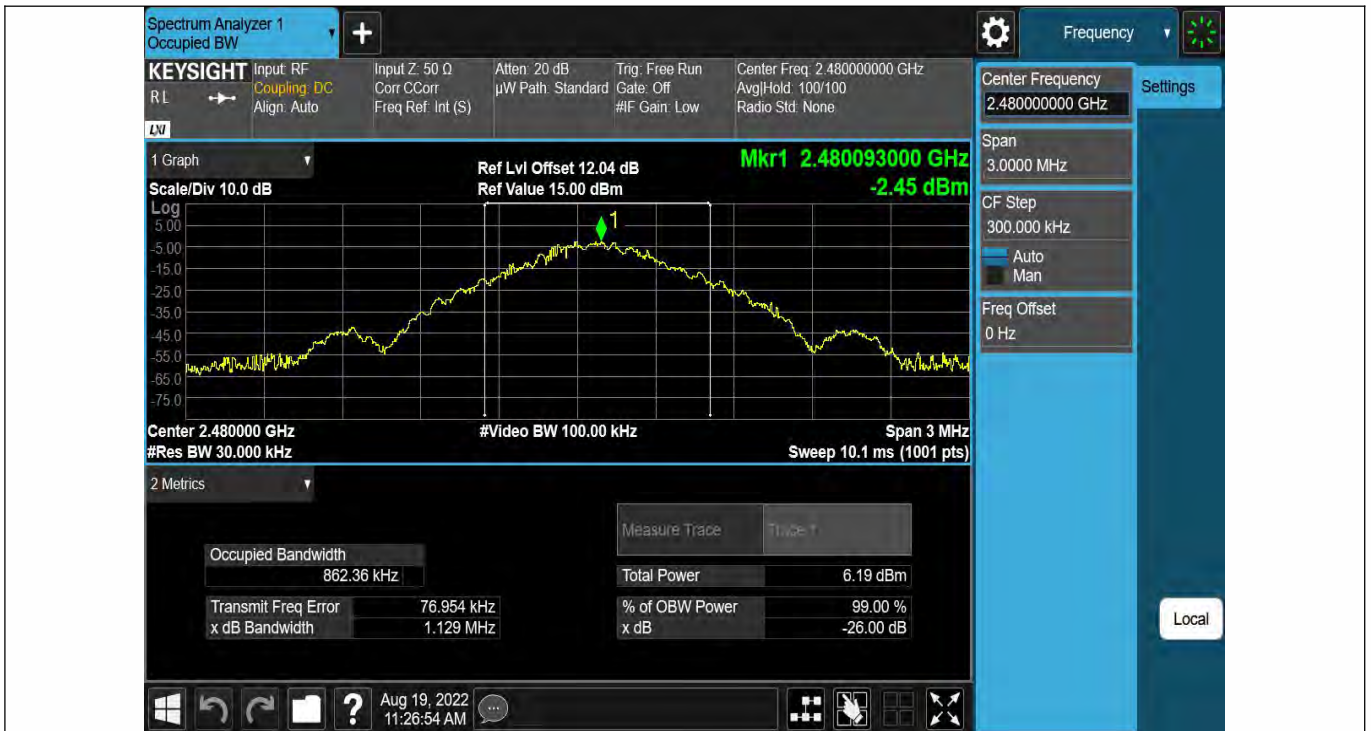 Spectrum Analyzer 1
Occupied BW
Frequency
KEYSIGHT
R L
LXI
Input: RF
Coupling: DC
Align: Auto
Input Z: 50 Ω
Corr CCorr
Freq Ref: Int (S)
Atten: 20 dB
µW Path: Standard
Trig: Free Run
Gate: Off
#IF Gain: Low
Center Freq: 2.480000000 GHz
Avg|Hold: 100/100
Radio Std: None
1 Graph
Scale/Div 10.0 dB
Ref Lvl Offset 12.04 dB
Ref Value 15.00 dBm
Mkr1 2.480093000 GHz
-2.45 dBm
Log
5.00
-5.00
-15.0
-25.0
-35.0
-45.0
-55.0
-65.0
-75.0
1
Center 2.480000 GHz
#Video BW 100.00 kHz
Span 3 MHz
#Res BW 30.000 kHz
Sweep 10.1 ms (1001 pts)
2 Metrics
Measure Trace
Trace 1
Occupied Bandwidth
862.36 kHz
Total Power
6.19 dBm
Transmit Freq Error
76.954 kHz
% of OBW Power
99.00 %
x dB Bandwidth
1.129 MHz
x dB
-26.00 dB
Aug 19, 2022
11:26:54 AM
Center Frequency
2.480000000 GHz
Settings
Span
3.0000 MHz
CF Step
300.000 kHz
Auto
Man
Freq Offset
0 Hz
Local